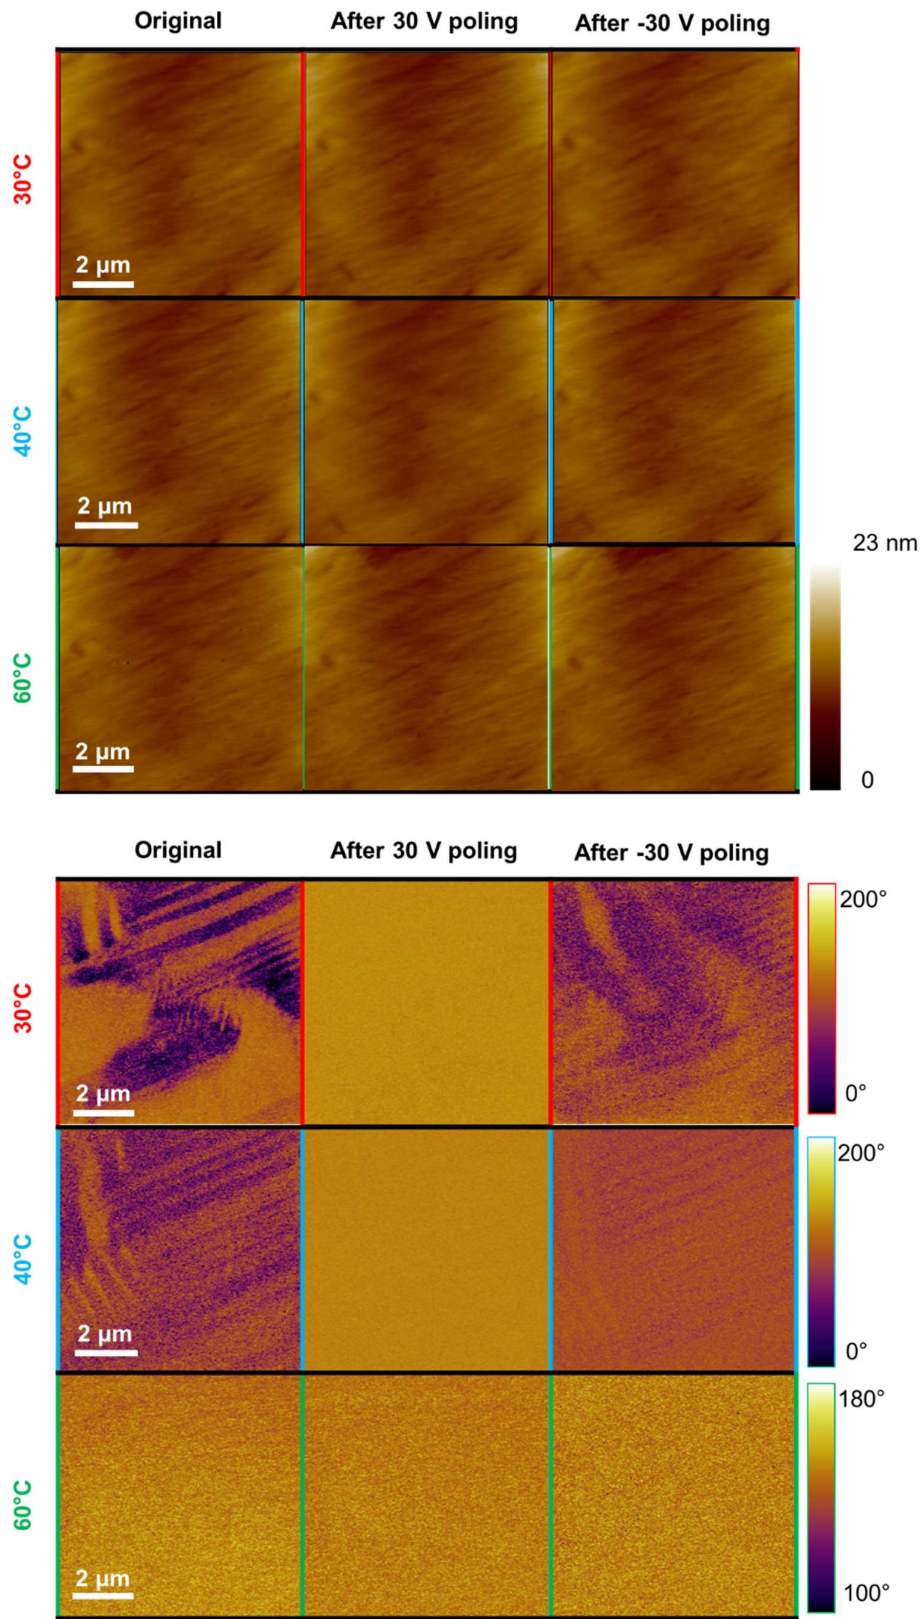 Original After 30 V poling After -30 V poling
30°C
2 µm
40°C
2 µm
23 nm
60°C
2 µm
0
Original After 30 V poling After -30 V poling
200°
30°C
2 µm
0°
200°
40°C
2 µm
0°
180°
60°C
2 µm
100°